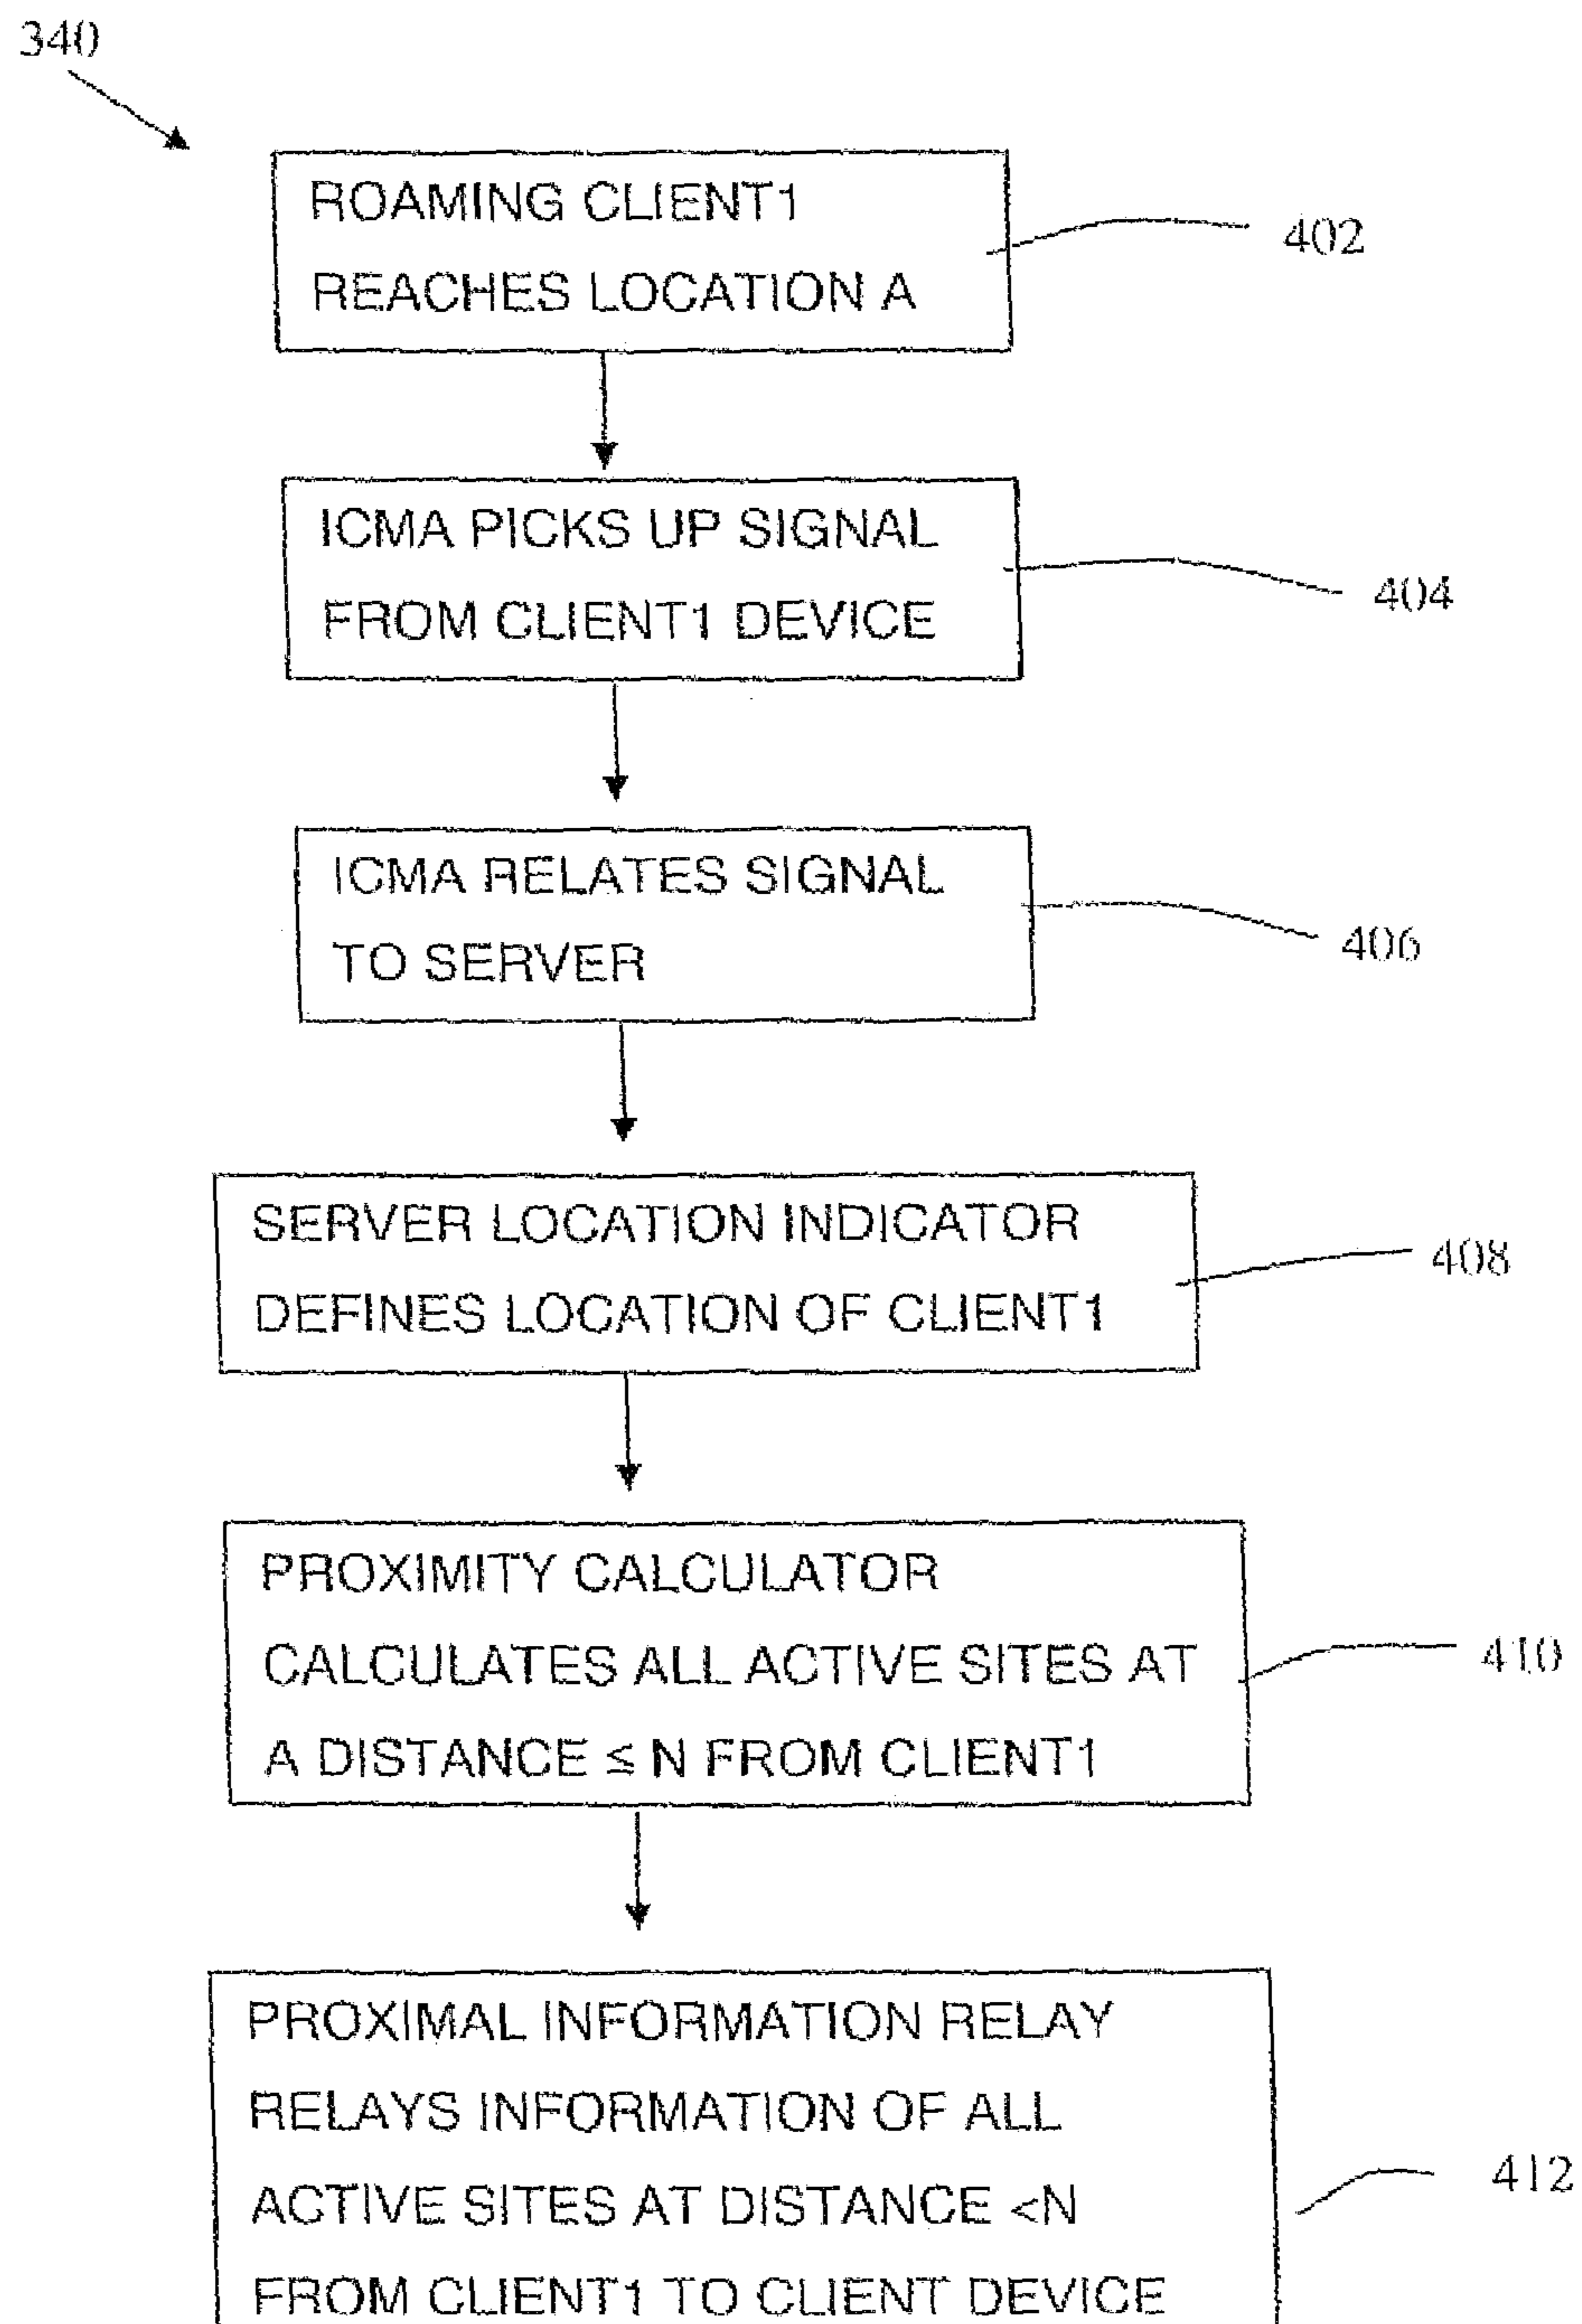 340
ROAMING CLIENT1
REACHES LOCATION A
402
ICMA PICKS UP SIGNAL
FROM CLIENT1 DEVICE
404
ICMA RELATES SIGNAL
TO SERVER
406
SERVER LOCATION INDICATOR
DEFINES LOCATION OF CLIENT1
408
PROXIMITY CALCULATOR
CALCULATES ALL ACTIVE SITES AT
A DISTANCE ≤ N FROM CLIENT1
410
PROXIMAL INFORMATION RELAY
RELAYS INFORMATION OF ALL
ACTIVE SITES AT DISTANCE <N
FROM CLIENT1 TO CLIENT DEVICE
412